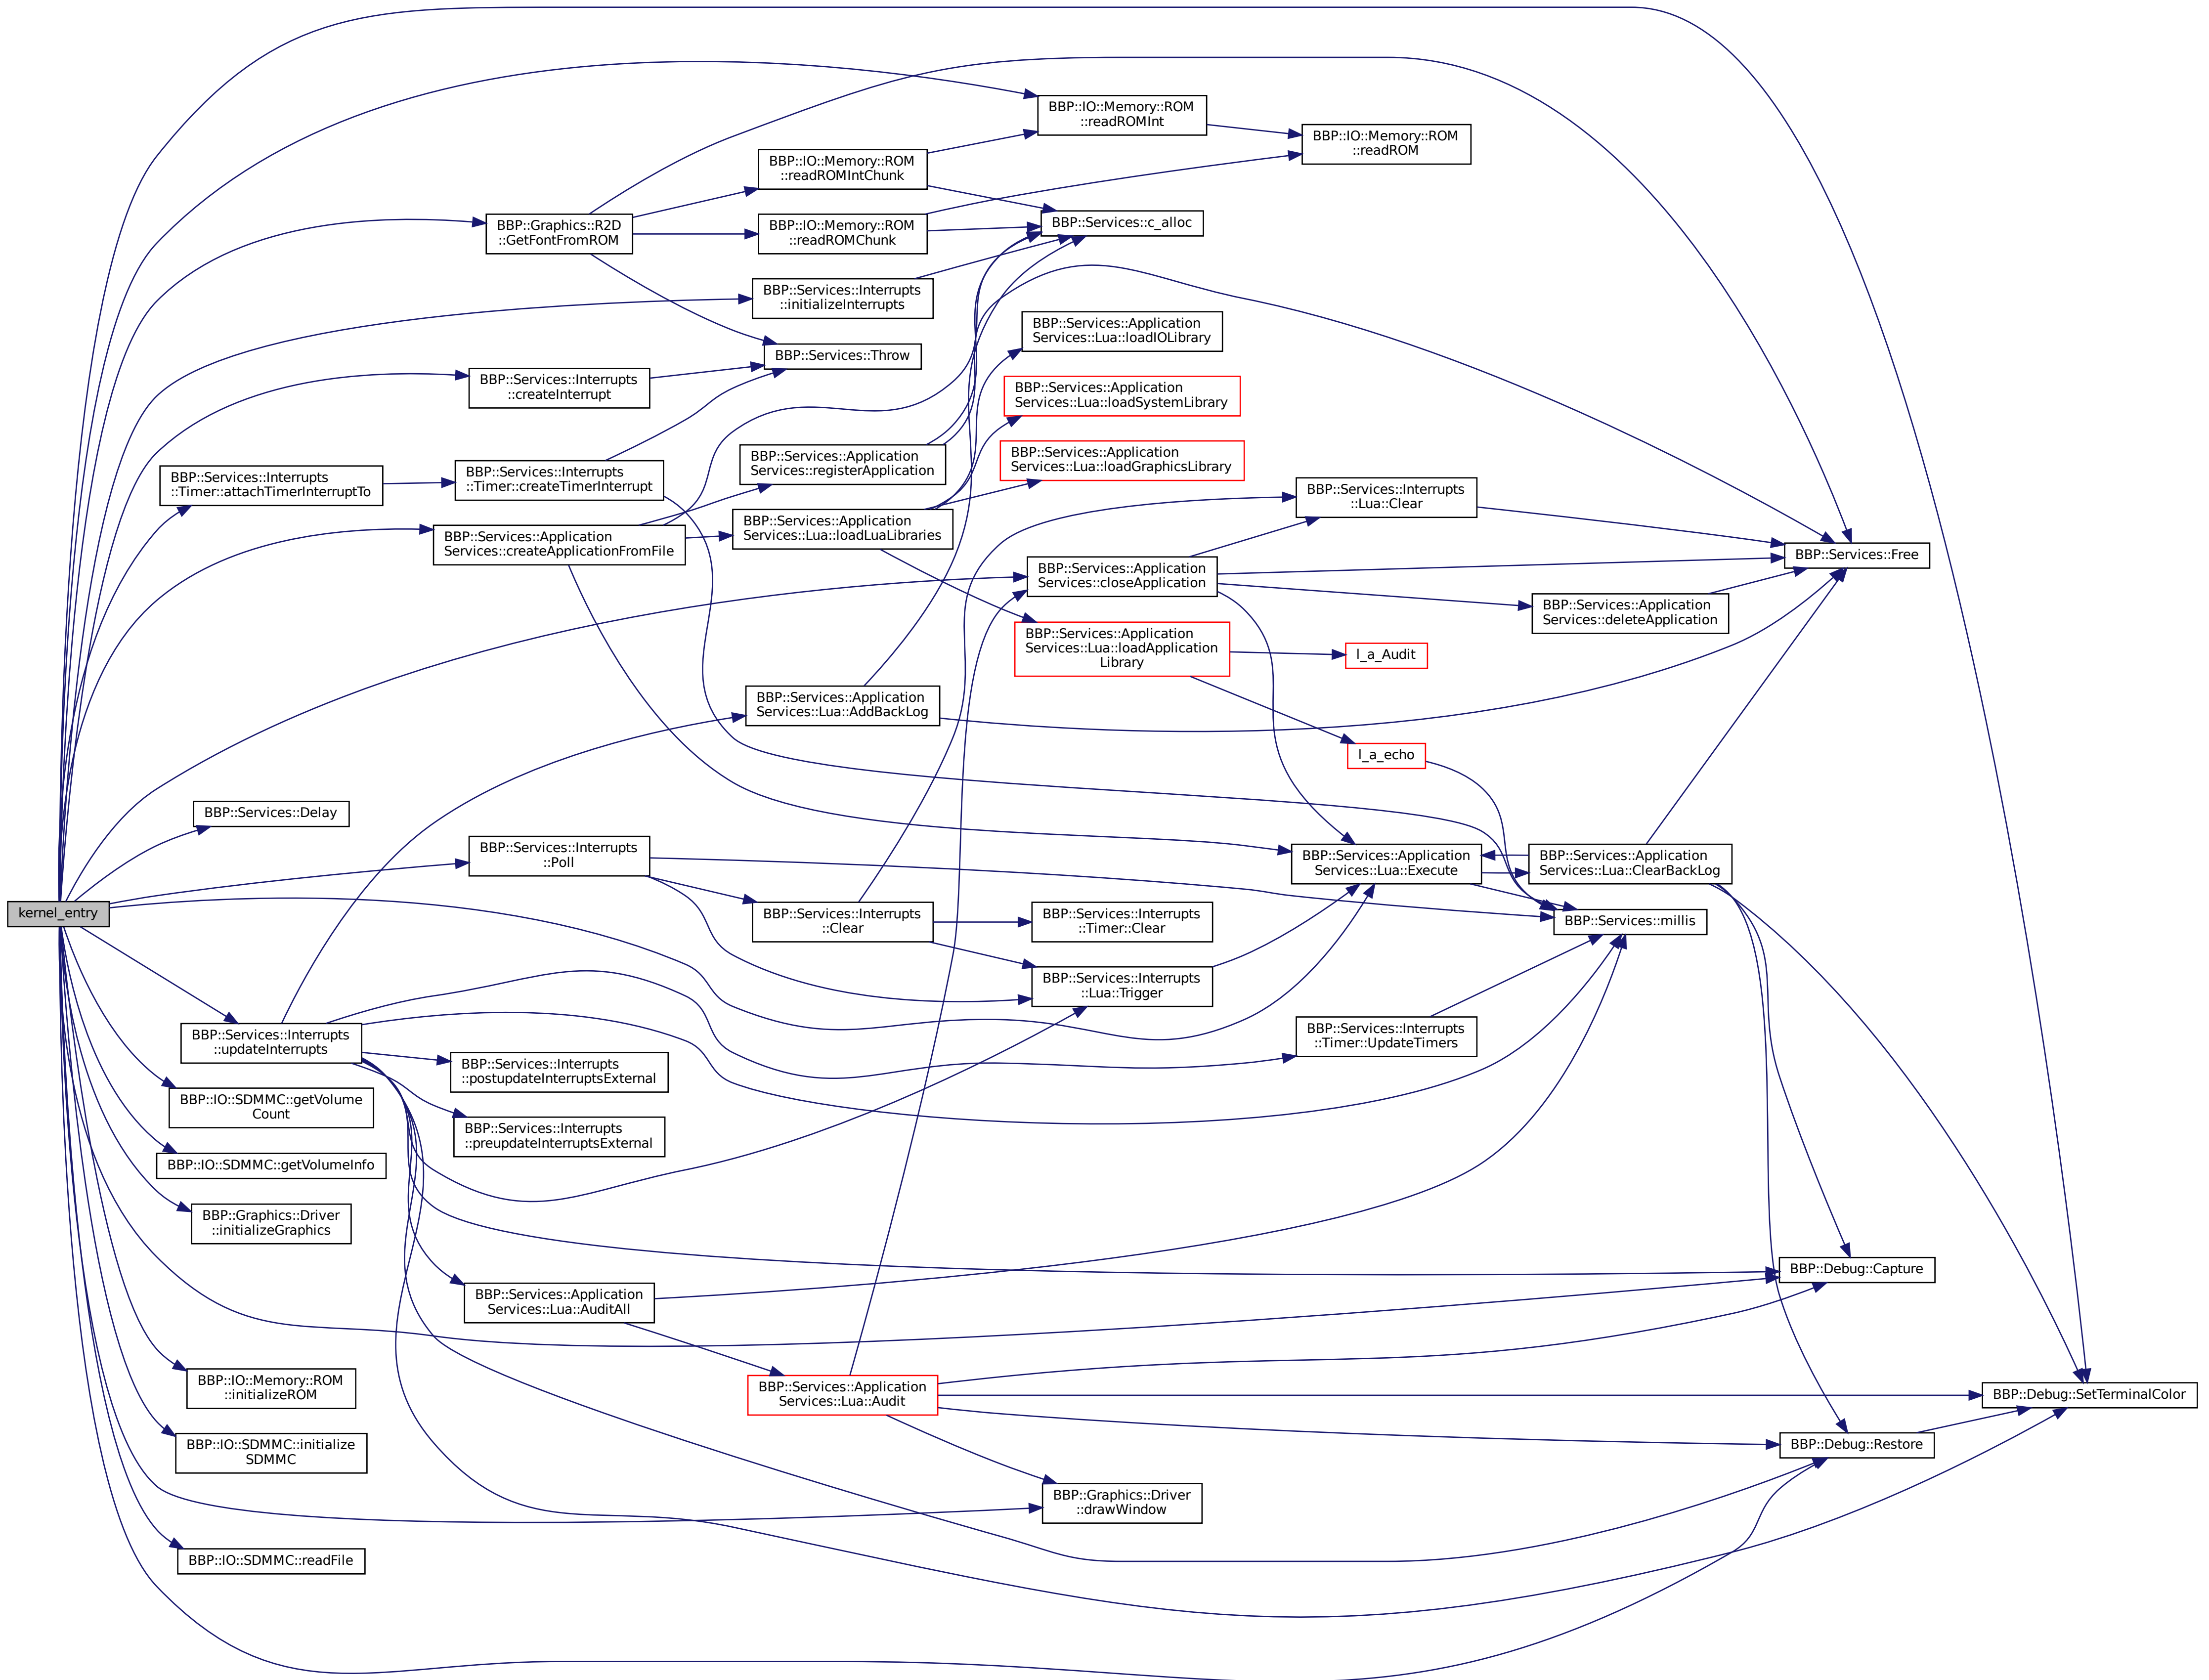 BBP::IO::Memory::ROM
::readROMInt
BBP::IO::Memory::ROM
::readROM
BBP::IO::Memory::ROM
::readROMIntChunk
BBP::Graphics::R2D
::GetFontFromROM
BBP::IO::Memory::ROM
::readROMChunk
BBP::Services::c_alloc
BBP::Services::Interrupts
::initializeInterrupts
BBP::Services::Application
Services::Lua::loadIOLibrary
BBP::Services::Throw
BBP::Services::Interrupts
::createInterrupt
BBP::Services::Application
Services::Lua::loadSystemLibrary
BBP::Services::Application
Services::registerApplication
BBP::Services::Application
Services::Lua::loadGraphicsLibrary
BBP::Services::Interrupts
::Timer::attachTimerInterruptTo
BBP::Services::Interrupts
::Timer::createTimerInterrupt
BBP::Services::Interrupts
::Lua::Clear
BBP::Services::Application
Services::createApplicationFromFile
BBP::Services::Application
Services::Lua::loadLuaLibraries
BBP::Services::Free
BBP::Services::Application
Services::closeApplication
BBP::Services::Application
Services::deleteApplication
BBP::Services::Application
Services::Lua::loadApplication
Library
l_a_Audit
BBP::Services::Application
Services::Lua::AddBackLog
l_a_echo
BBP::Services::Delay
BBP::Services::Interrupts
::Poll
BBP::Services::Application
Services::Lua::Execute
BBP::Services::Application
Services::Lua::ClearBackLog
kernel_entry
BBP::Services::Interrupts
::Clear
BBP::Services::Interrupts
::Timer::Clear
BBP::Services::millis
BBP::Services::Interrupts
::Lua::Trigger
BBP::Services::Interrupts
::updateInterrupts
BBP::Services::Interrupts
::Timer::UpdateTimers
BBP::Services::Interrupts
::postupdateInterruptsExternal
BBP::IO::SDMMC::getVolume
Count
BBP::Services::Interrupts
::preupdateInterruptsExternal
BBP::IO::SDMMC::getVolumeInfo
BBP::Graphics::Driver
::initializeGraphics
BBP::Debug::Capture
BBP::Services::Application
Services::Lua::AuditAll
BBP::IO::Memory::ROM
::initializeROM
BBP::Services::Application
Services::Lua::Audit
BBP::Debug::SetTerminalColor
BBP::IO::SDMMC::initialize
SDMMC
BBP::Debug::Restore
BBP::Graphics::Driver
::drawWindow
BBP::IO::SDMMC::readFile